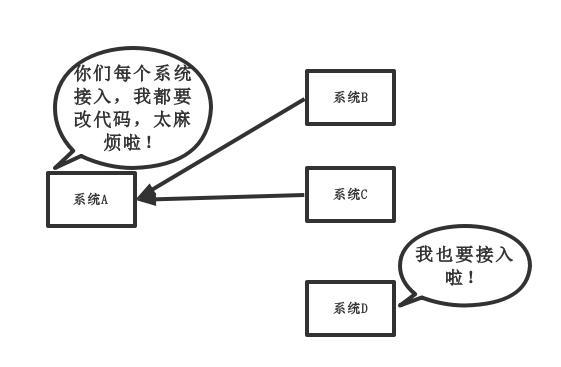 你们每个系统
接入，我都要
改代码，太麻
烦啦！
系统A
系统B
系统C
我也要接入
啦！
系统D